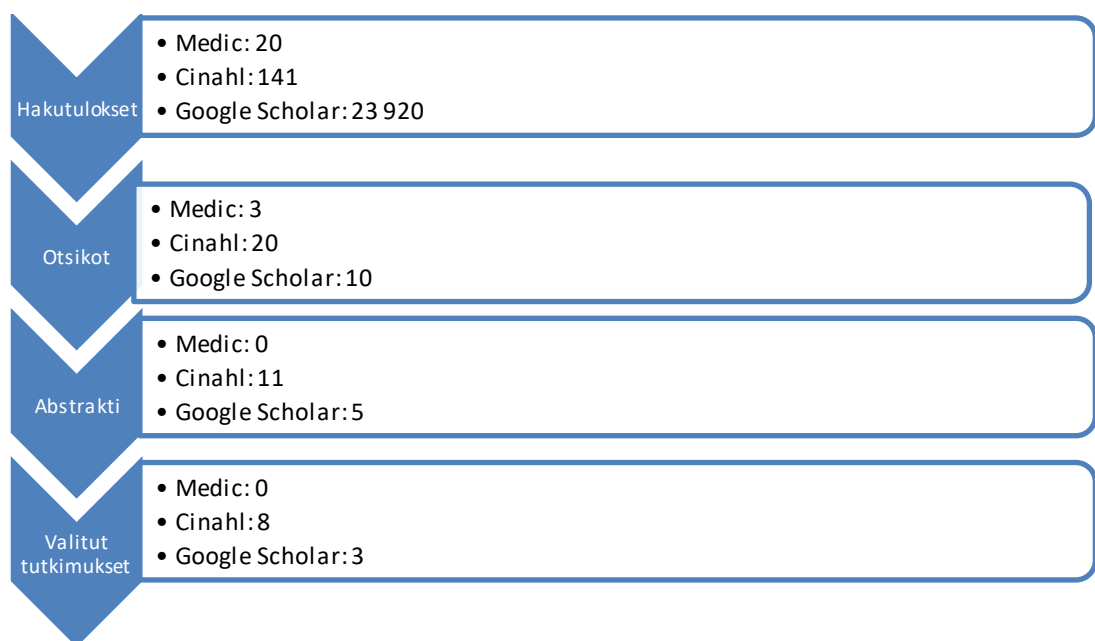 Hakutulokset
• Medic: 20
• Cinahl: 141
• Google Scholar: 23 920
Otsikot
• Medic: 3
• Cinahl: 20
• Google Scholar: 10
Abstrakti
• Medic: 0
• Cinahl: 11
• Google Scholar: 5
Valitut
tutkimukset
• Medic: 0
• Cinahl: 8
• Google Scholar: 3